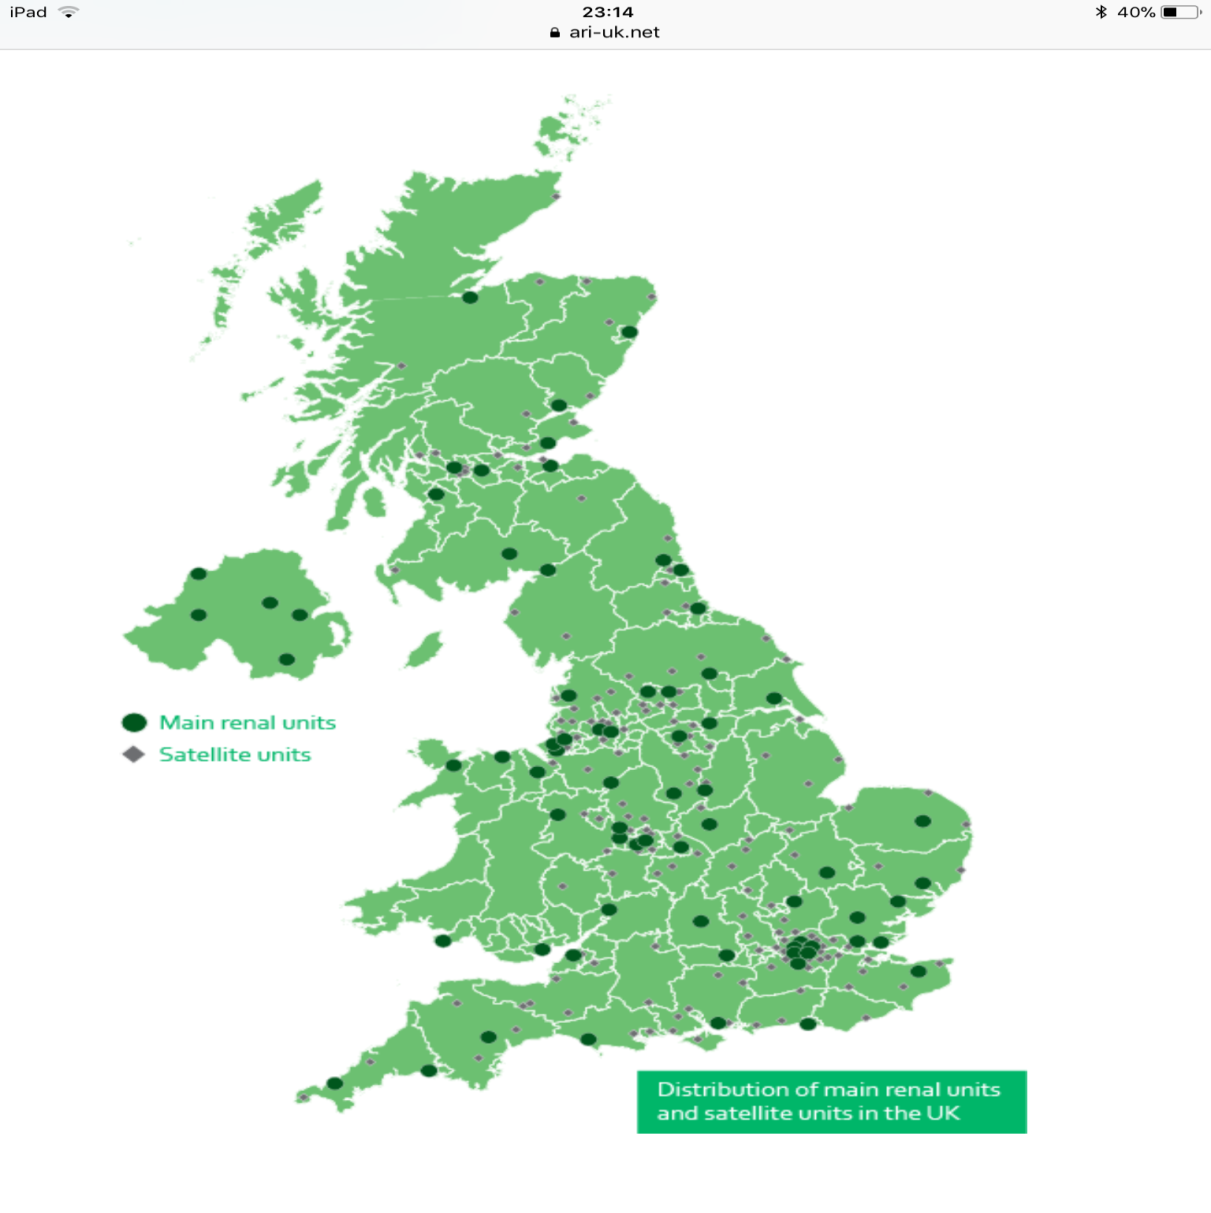 iPad 23:14 40%
ari-uk.net
Main renal units
Satellite units
Distribution of main renal units
and satellite units in the UK